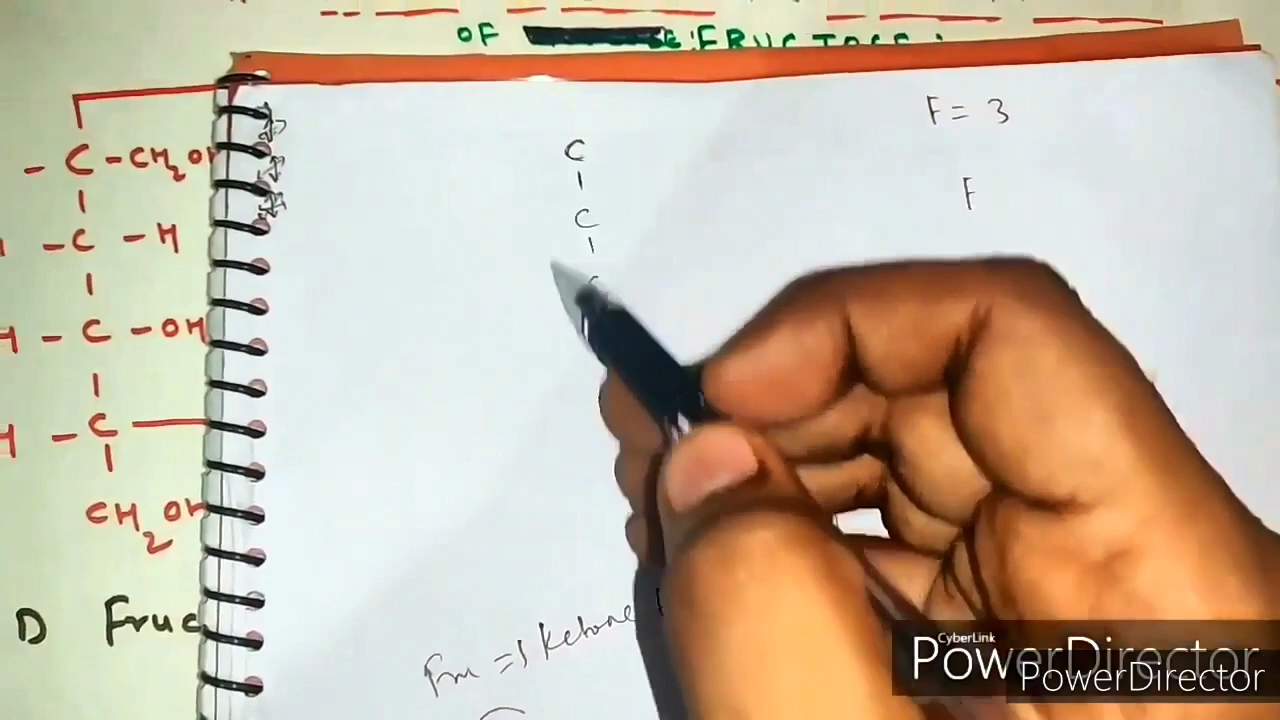 OF FRUCTOSE:
- C - CH2OH
- C - H
H - C - OH
H - C
CH2OH
D Fruc
C
C
C
F = 3
F
Fru = 1 Ketone
CyberLink
PowerDirector
PowerDirector